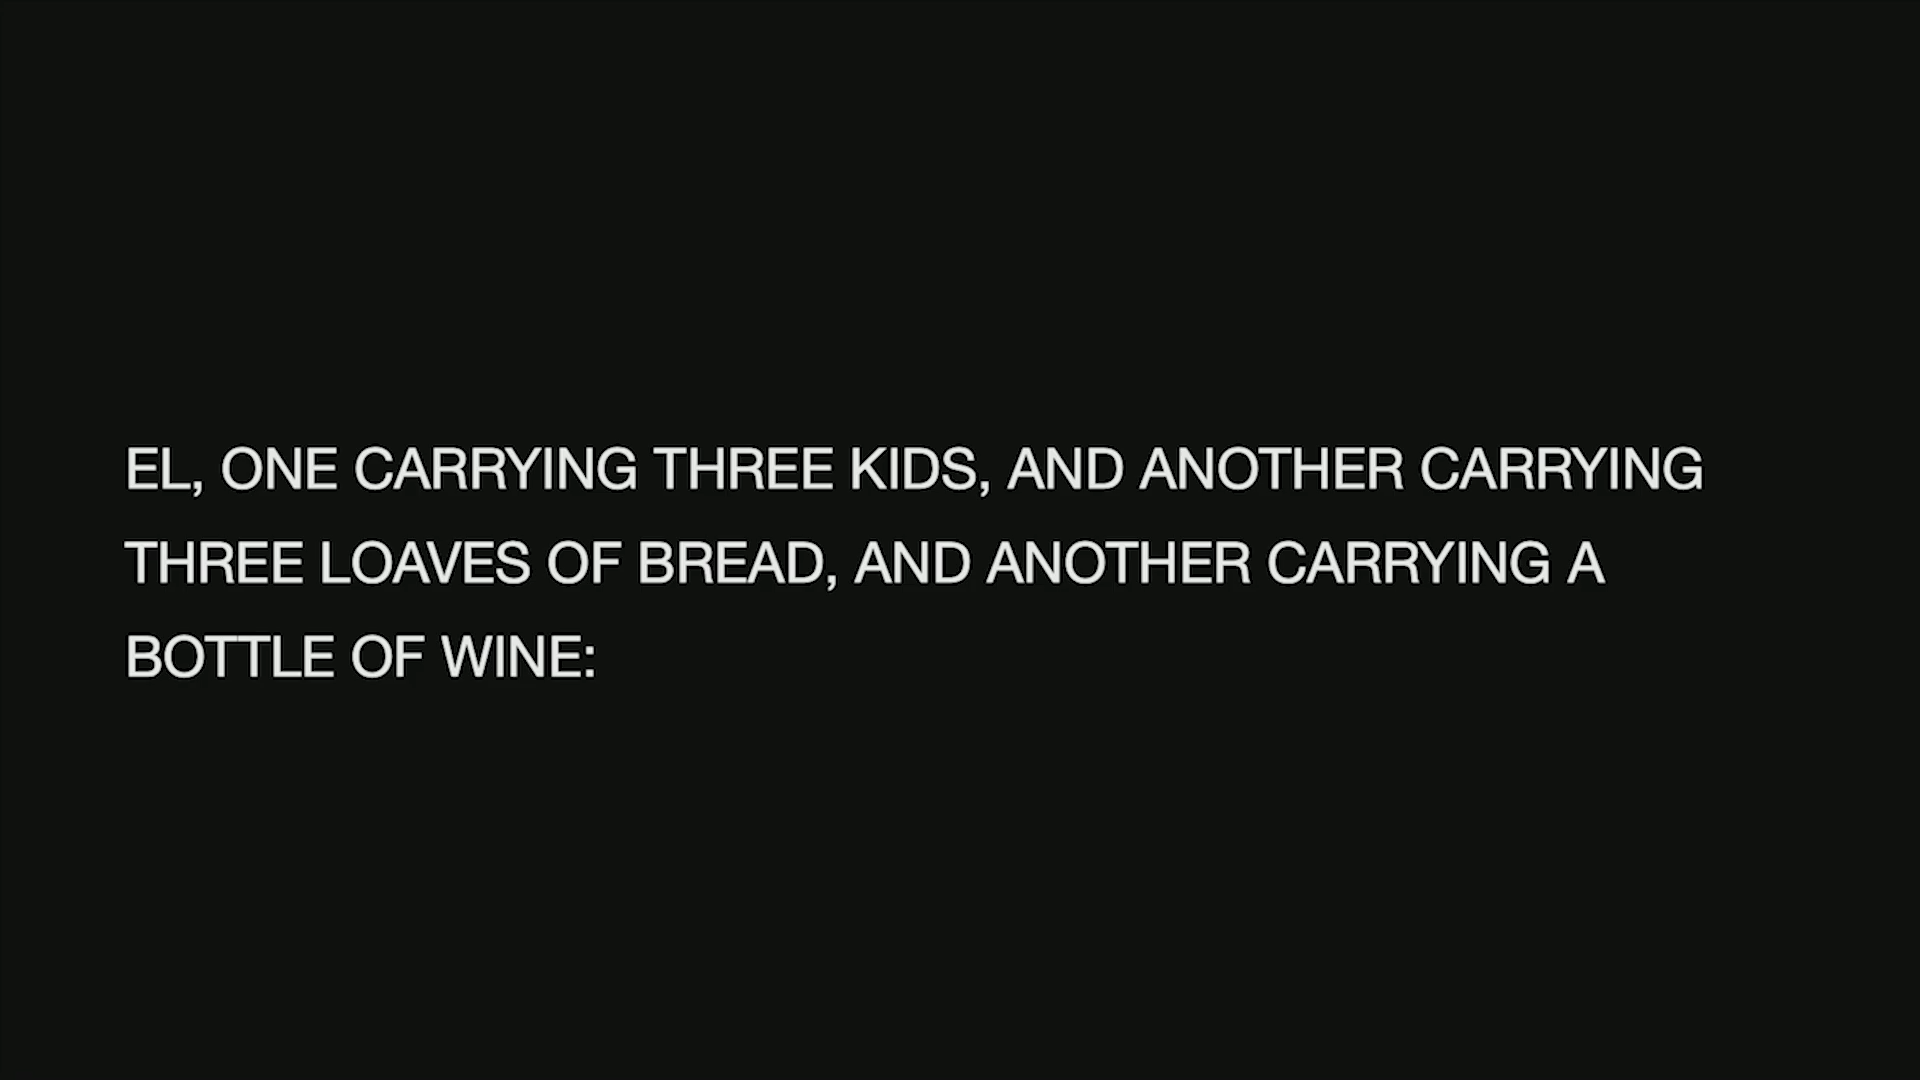 EL, ONE CARRYING THREE KIDS, AND ANOTHER CARRYING
THREE LOAVES OF BREAD, AND ANOTHER CARRYING A
BOTTLE OF WINE: